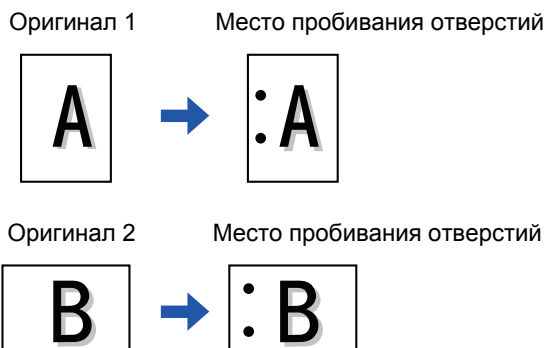 Оригинал 1 Место пробивания отверстий
A :A
Оригинал 2 Место пробивания отверстий
B :B